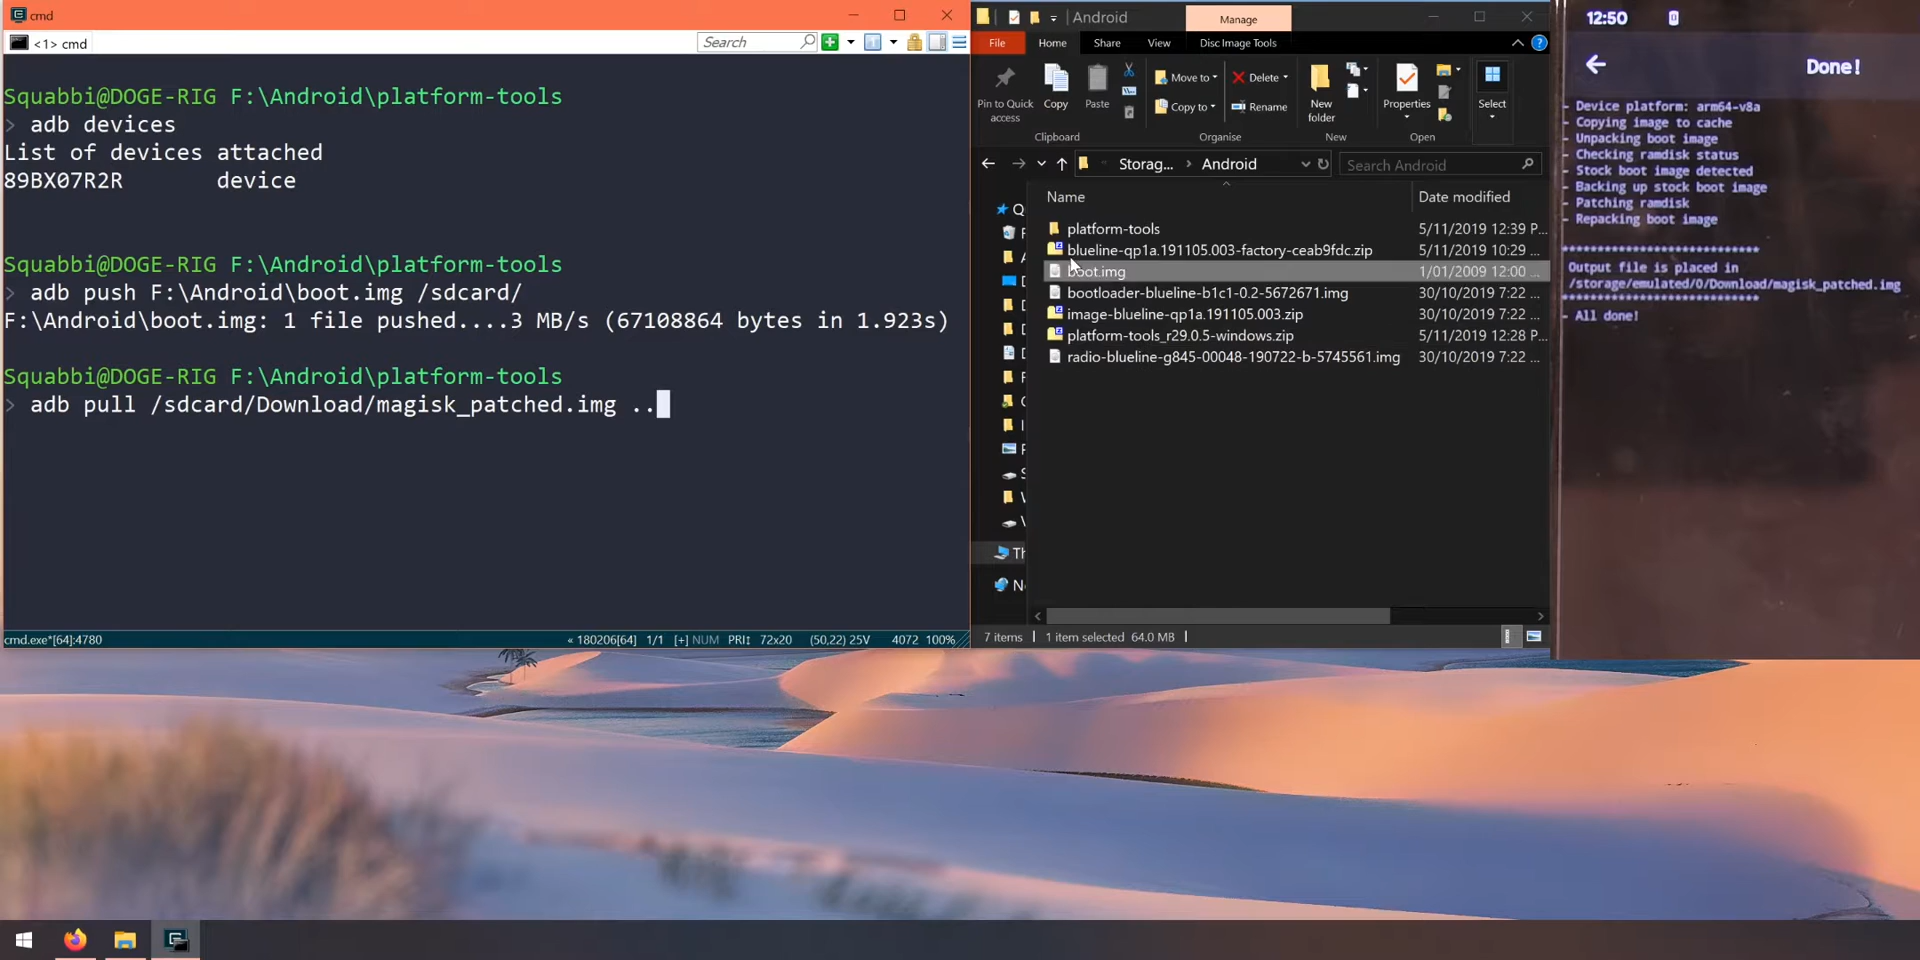 cmd
<1> cmd
Search
Squabbi@DOGE-RIG F:\Android\platform-tools
> adb devices
List of devices attached
89BX07R2R device
Squabbi@DOGE-RIG F:\Android\platform-tools
> adb push F:\Android\boot.img /sdcard/
F:\Android\boot.img: 1 file pushed....3 MB/s (67108864 bytes in 1.923s)
Squabbi@DOGE-RIG F:\Android\platform-tools
> adb pull /sdcard/Download/magisk_patched.img ..
cmd.exe*[64]:4780
« 180206[64] 1/1 [+] NUM PRI↕ 72x20 (50,22) 25V 4072 100%
Android
Manage
File Home Share View Disc Image Tools
Pin to Quick access
Copy
Paste
Move to
Copy to
Delete
Rename
New folder
Properties
Select
Clipboard Organise New Open
Storag... Android
Search Android
Name Date modified
platform-tools 5/11/2019 12:39 P...
blueline-qp1a.191105.003-factory-ceab9fdc.zip 5/11/2019 10:29 ...
boot.img 1/01/2009 12:00 ...
bootloader-blueline-b1c1-0.2-5672671.img 30/10/2019 7:22 ...
image-blueline-qp1a.191105.003.zip 30/10/2019 7:22 ...
platform-tools_r29.0.5-windows.zip 5/11/2019 12:28 P...
radio-blueline-g845-00048-190722-b-5745561.img 30/10/2019 7:22 ...
7 items 1 item selected 64.0 MB
12:50
Done!
- Device platform: arm64-v8a
- Copying image to cache
- Unpacking boot image
- Checking ramdisk status
- Stock boot image detected
- Backing up stock boot image
- Patching ramdisk
- Repacking boot image
****************************
Output file is placed in
/storage/emulated/0/Download/magisk_patched.img
****************************
- All done!